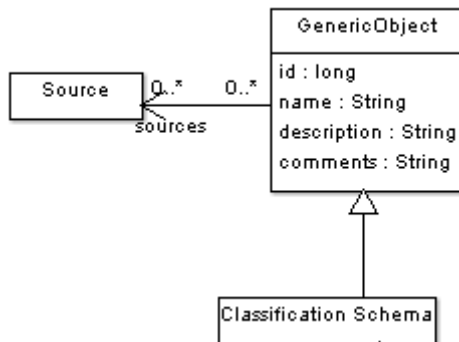 GenericObject
id : long
name : String
description : String
comments : String
Source
0..* 0..*
sources
Classification Schema